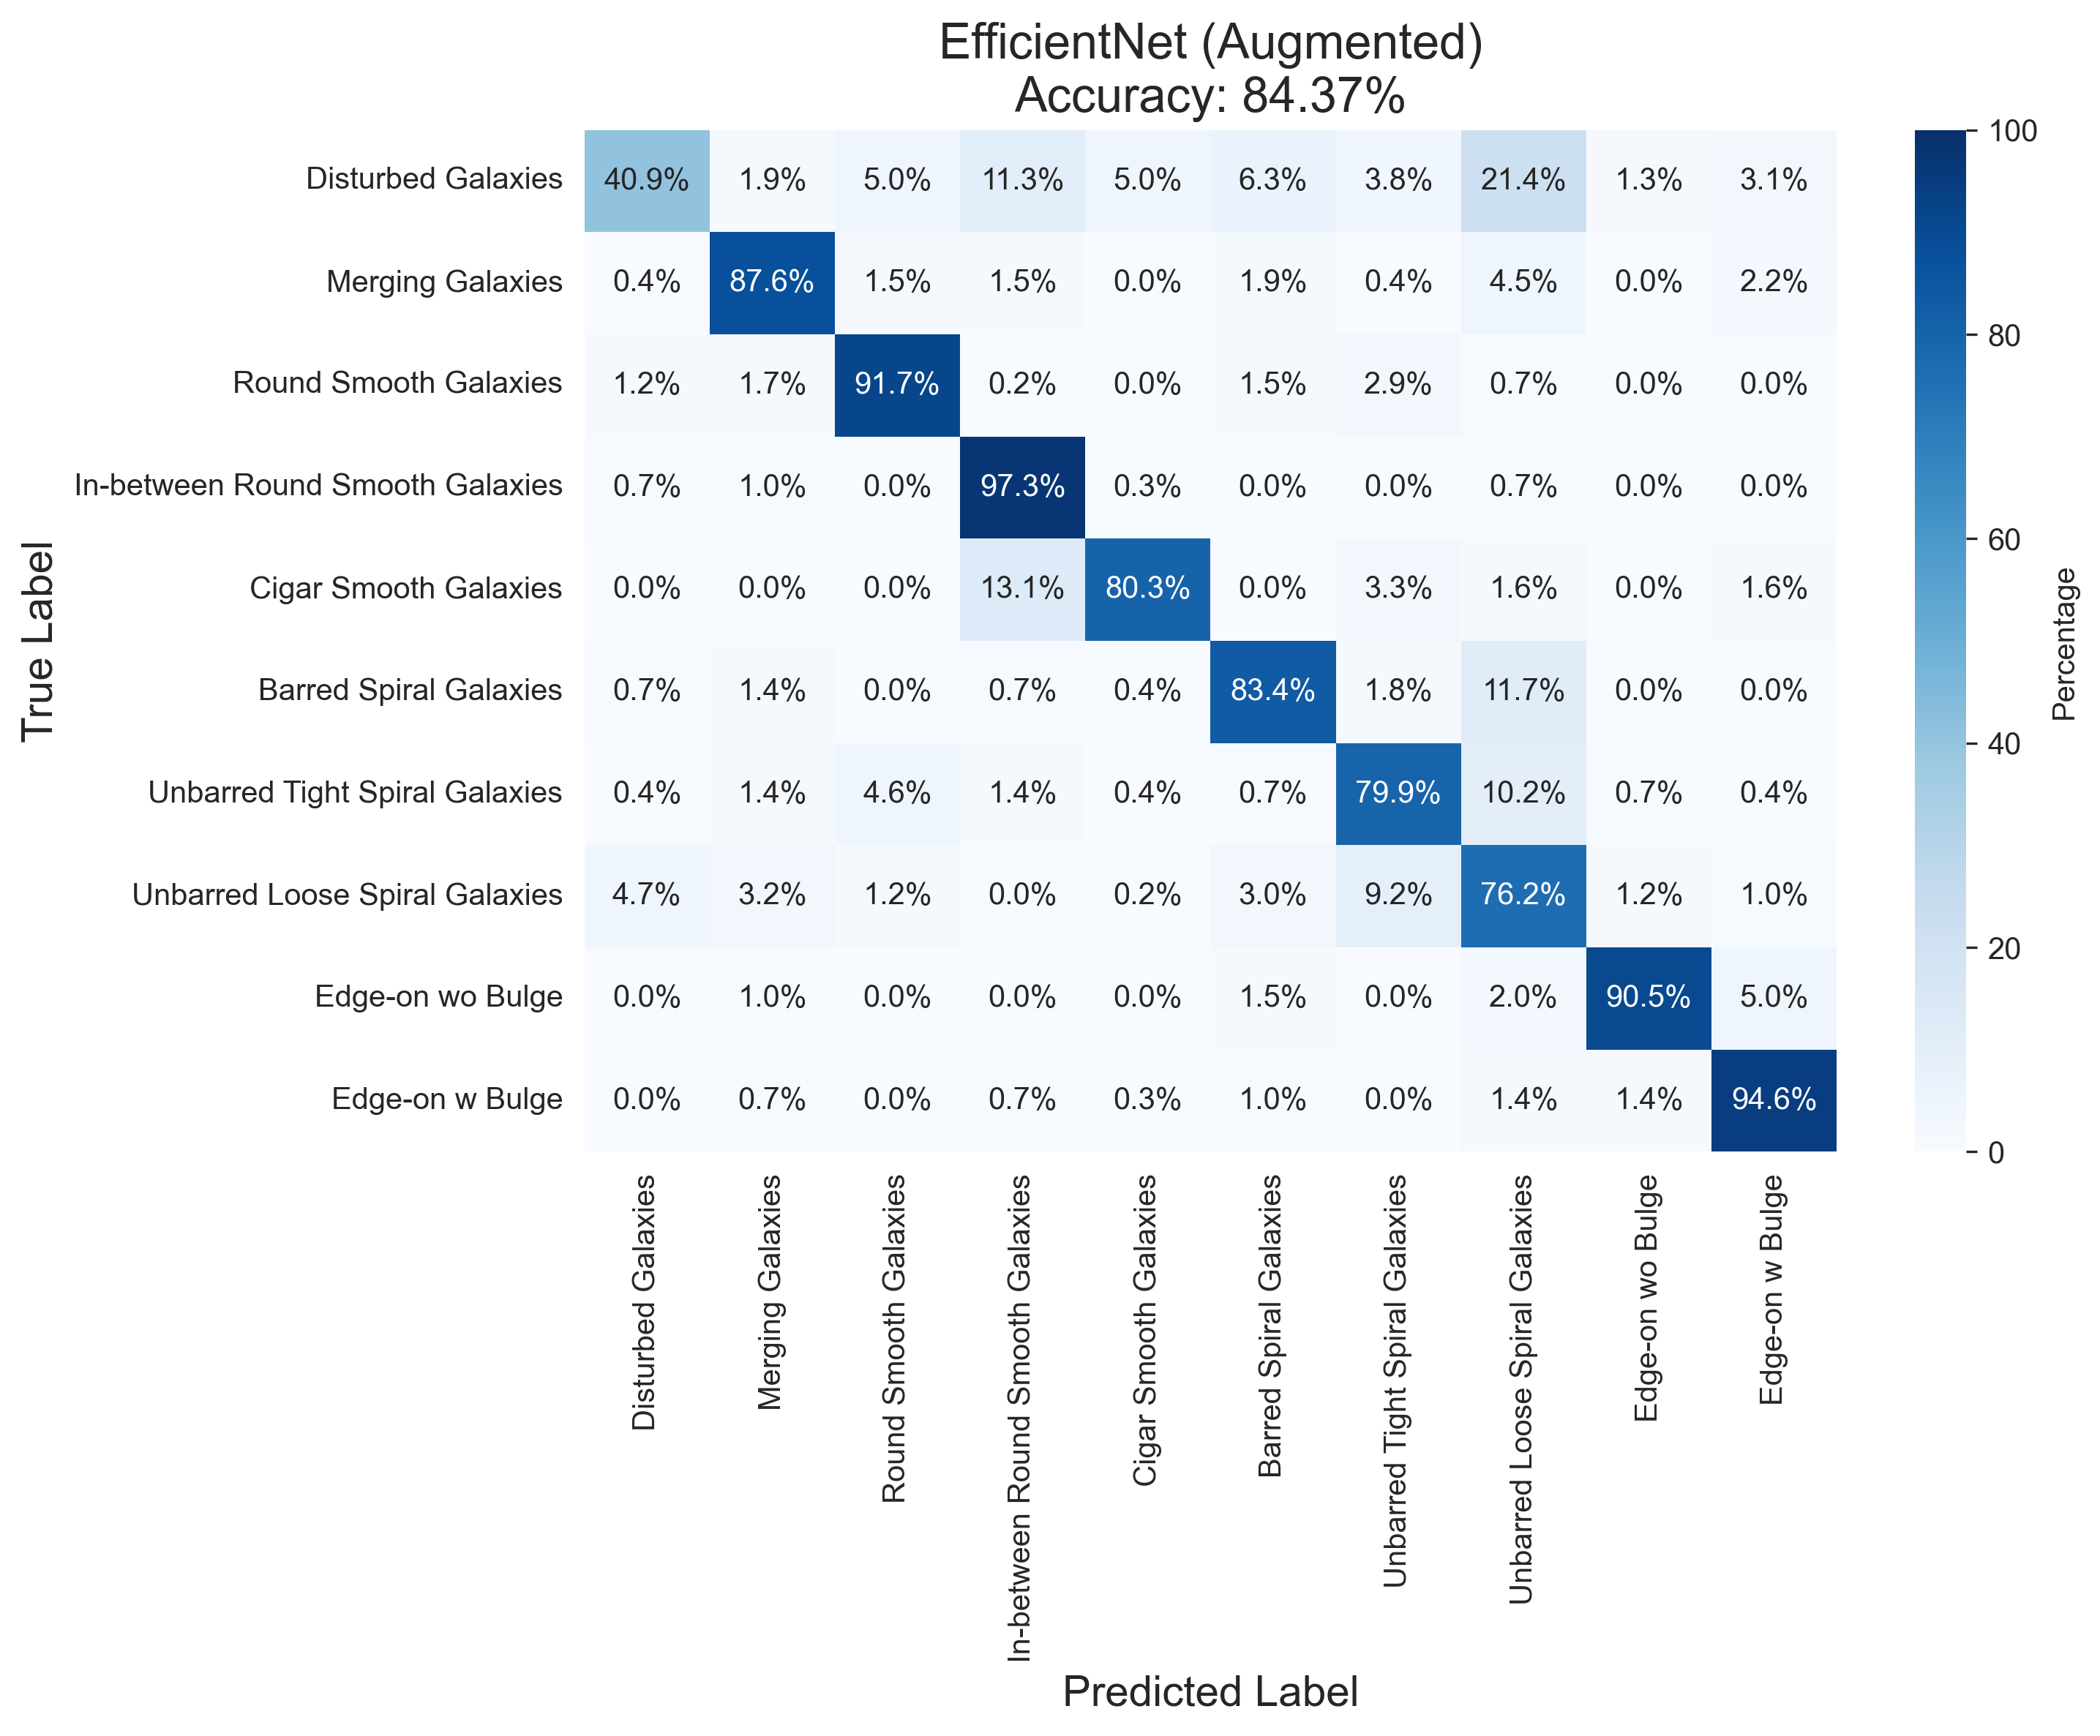 EfficientNet (Augmented)
Accuracy: 84.37%
True Label
Disturbed Galaxies 40.9% 1.9% 5.0% 11.3% 5.0% 6.3% 3.8% 21.4% 1.3% 3.1%
Merging Galaxies 0.4% 87.6% 1.5% 1.5% 0.0% 1.9% 0.4% 4.5% 0.0% 2.2%
Round Smooth Galaxies 1.2% 1.7% 91.7% 0.2% 0.0% 1.5% 2.9% 0.7% 0.0% 0.0%
In-between Round Smooth Galaxies 0.7% 1.0% 0.0% 97.3% 0.3% 0.0% 0.0% 0.7% 0.0% 0.0%
Cigar Smooth Galaxies 0.0% 0.0% 0.0% 13.1% 80.3% 0.0% 3.3% 1.6% 0.0% 1.6%
Barred Spiral Galaxies 0.7% 1.4% 0.0% 0.7% 0.4% 83.4% 1.8% 11.7% 0.0% 0.0%
Unbarred Tight Spiral Galaxies 0.4% 1.4% 4.6% 1.4% 0.4% 0.7% 79.9% 10.2% 0.7% 0.4%
Unbarred Loose Spiral Galaxies 4.7% 3.2% 1.2% 0.0% 0.2% 3.0% 9.2% 76.2% 1.2% 1.0%
Edge-on wo Bulge 0.0% 1.0% 0.0% 0.0% 0.0% 1.5% 0.0% 2.0% 90.5% 5.0%
Edge-on w Bulge 0.0% 0.7% 0.0% 0.7% 0.3% 1.0% 0.0% 1.4% 1.4% 94.6%
Disturbed Galaxies
Merging Galaxies
Round Smooth Galaxies
In-between Round Smooth Galaxies
Cigar Smooth Galaxies
Barred Spiral Galaxies
Unbarred Tight Spiral Galaxies
Unbarred Loose Spiral Galaxies
Edge-on wo Bulge
Edge-on w Bulge
Predicted Label
100
80
60
40
20
0
Percentage